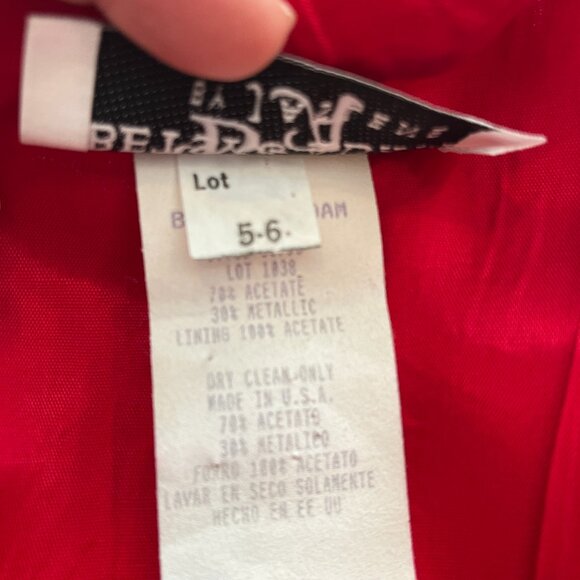 Lot
5-6
LOT 1038
70% ACETATE
30% METALLIC
LINING 100% ACETATE
DRY CLEAN ONLY
MADE IN U.S.A.
70% ACETATO
30% METALICO
FORRO 100% ACETATO
LAVAR EN SECO SOLAMENTE
HECHO EN EE UU